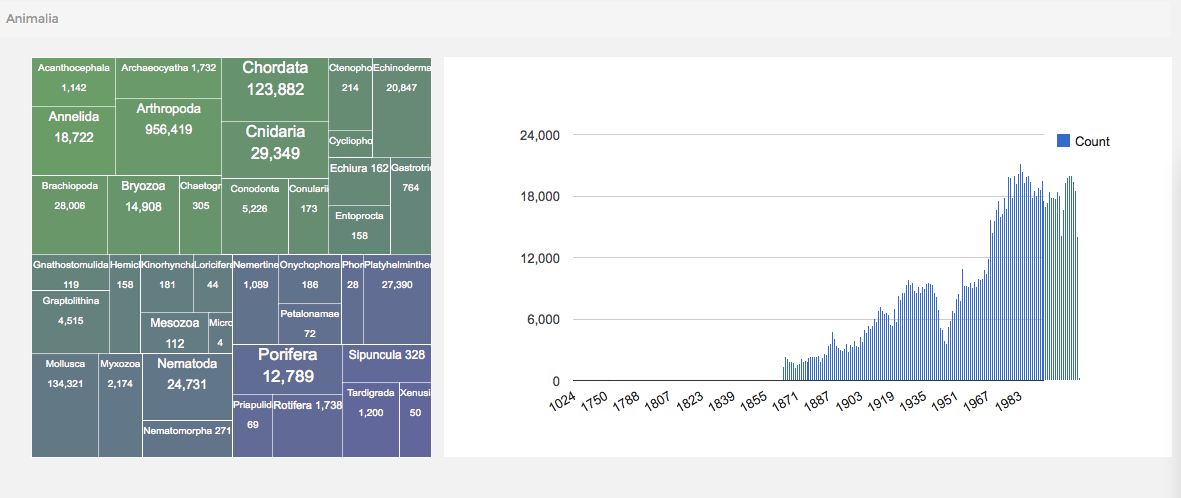 Animalia
Acanthocephala
1,142
Archaeocyatha 1,732
Chordata
123,882
Ctenopho
214
Echinoderma
20,847
Annelida
18,722
Arthropoda
956,419
Cnidaria
29,349
Cycliopho
Echiura 162
Gastrotri
764
Brachiopoda
28,006
Bryozoa
14,908
Chaetogr
305
Conodonta
5,226
Conularii
173
Entoprocta
158
Gnathostomulida
119
Hemic
158
Kinorhyncha
181
Loricifera
44
Nemertine
1,089
Onychophora
186
Phor
28
Platyhelminthe
27,390
Graptolithina
4,515
Mesozoa
112
Micro
4
Petalonamae
72
Mollusca
134,321
Myxozoa
2,174
Nematoda
24,731
Porifera
12,789
Sipuncula 328
Nematomorpha 271
Priapulid
69
Rotifera 1,738
Tardigrada
1,200
Xenusi
50
24,000
18,000
12,000
6,000
0
Count
1024
1750
1788
1807
1823
1839
1855
1871
1887
1903
1919
1935
1951
1967
1983